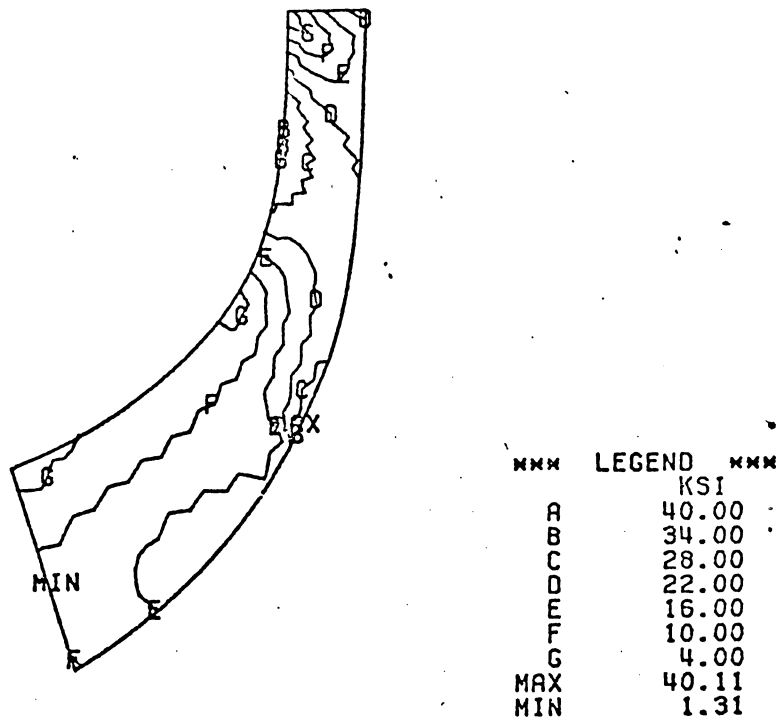 D
G
F
E
D
B
B
C
E
D
G
F
C
X
B
G
MIN
E
F
*** LEGEND ***
KSI
A 40.00
B 34.00
C 28.00
D 22.00
E 16.00
F 10.00
G 4.00
MAX 40.11
MIN 1.31